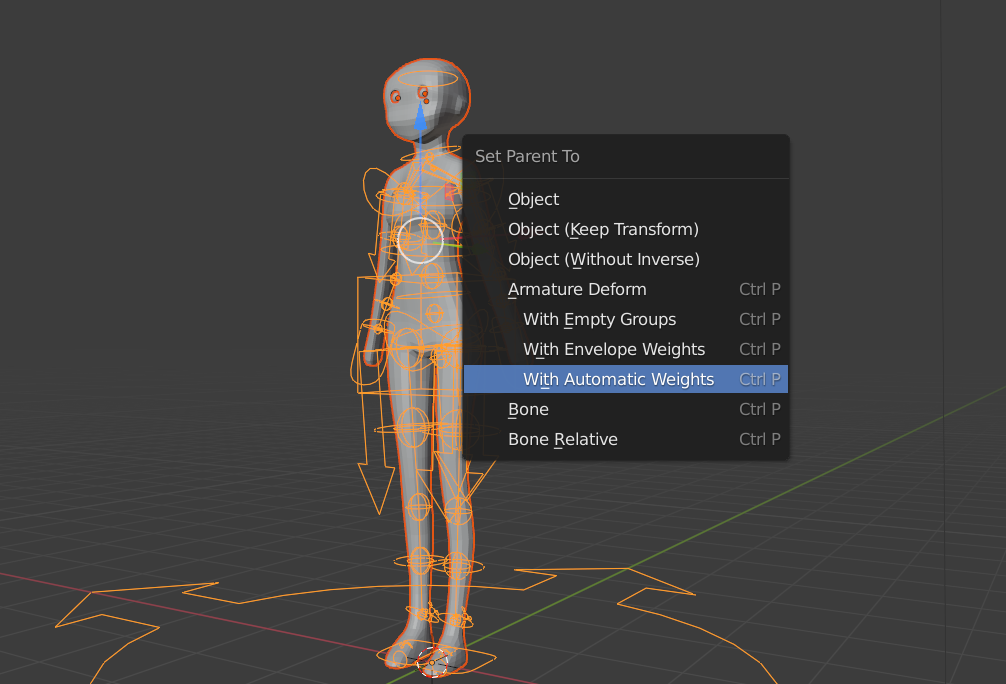 Set Parent To
Object
Object (Keep Transform)
Object (Without Inverse)
Armature Deform Ctrl P
With Empty Groups Ctrl P
With Envelope Weights Ctrl P
With Automatic Weights Ctrl P
Bone Ctrl P
Bone Relative Ctrl P